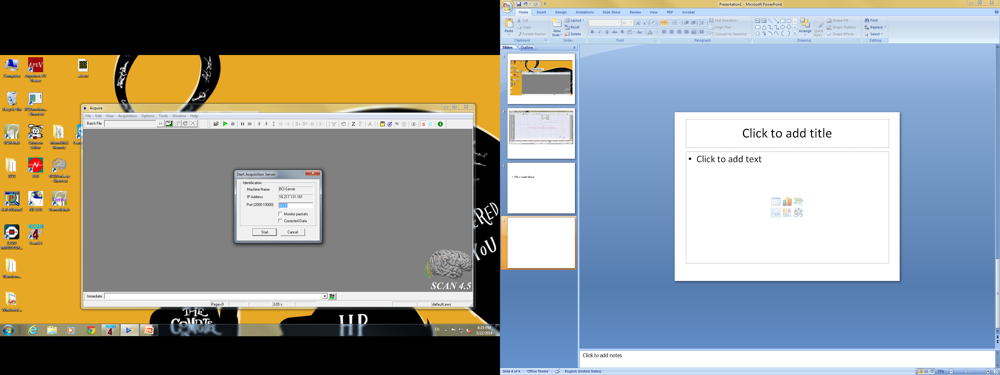 Computer
Anywhere PE
Viewer
a4.cnt
Recycle Bin
BCIEmotion...
- Shortcut
BCIRehab
Crimson
Editor
MonoBrick
Remote
Team
0221
EEG
BCIWork.exe
- Shortcut
Keil uVision2
NS-EEG
DemoRehab
LEGO
MINDSTOR...
Scan4.5
VIenviron...
WindowsF...
APEV
Demo
scan
4
Acquire
File Edit View Acquisition Options Tools Window Help
Batch File
>> TCL Z A S C
Start Acquisition Server
Identification
Machine Name BCI-Server
IP Address 10.217.131.161
Port (2000-10000) 4000
Monitor packets
Corrected Data
Start Cancel
SCAN 4.5
Immediate Do
Page=0 3.05 s default.aws
RED
YOU
THE
COMPUTE
HP
scan
4
EN
6:25 PM
5/22/2014
Presentation1 - Microsoft PowerPoint
Home Insert Design Animations Slide Show Review View PDF Acrobat
Paste
Cut
Copy
Format Painter
Clipboard
New
Slide
Layout
Reset
Delete
Slides
32
B I U abc S AV Aa A
Font
Text Direction
Align Text
Convert to SmartArt
Paragraph
Arrange
Quick
Styles
Shape Fill
Shape Outline
Shape Effects
Drawing
Find
Replace
Select
Editing
Slides Outline
1
2
3
• File > Load Setup
4
Click to add title
• Click to add text
Click to add notes
Slide 4 of 4 "Office Theme" English (United States) 75%